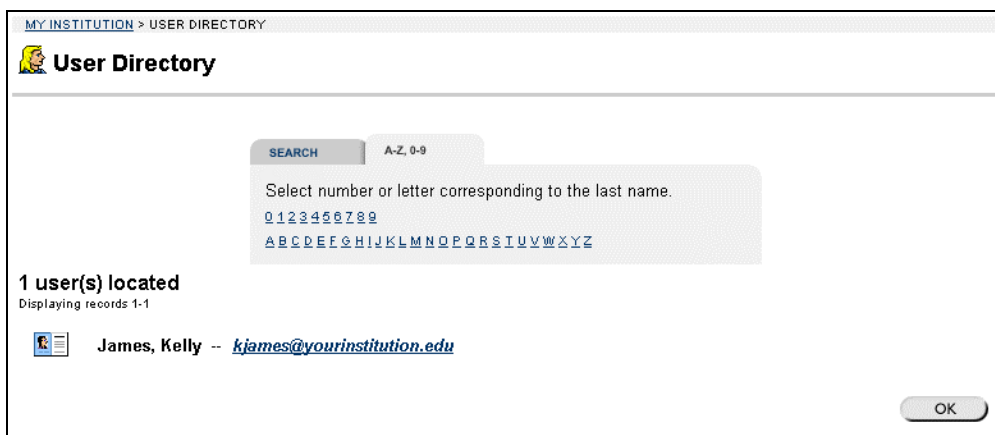 MY INSTITUTION > USER DIRECTORY
User Directory
SEARCH
A-Z, 0-9
Select number or letter corresponding to the last name.
0 1 2 3 4 5 6 7 8 9
A B C D E F G H I J K L M N O P Q R S T U V W X Y Z
1 user(s) located
Displaying records 1-1
James, Kelly -- kjames@yourinstitution.edu
OK